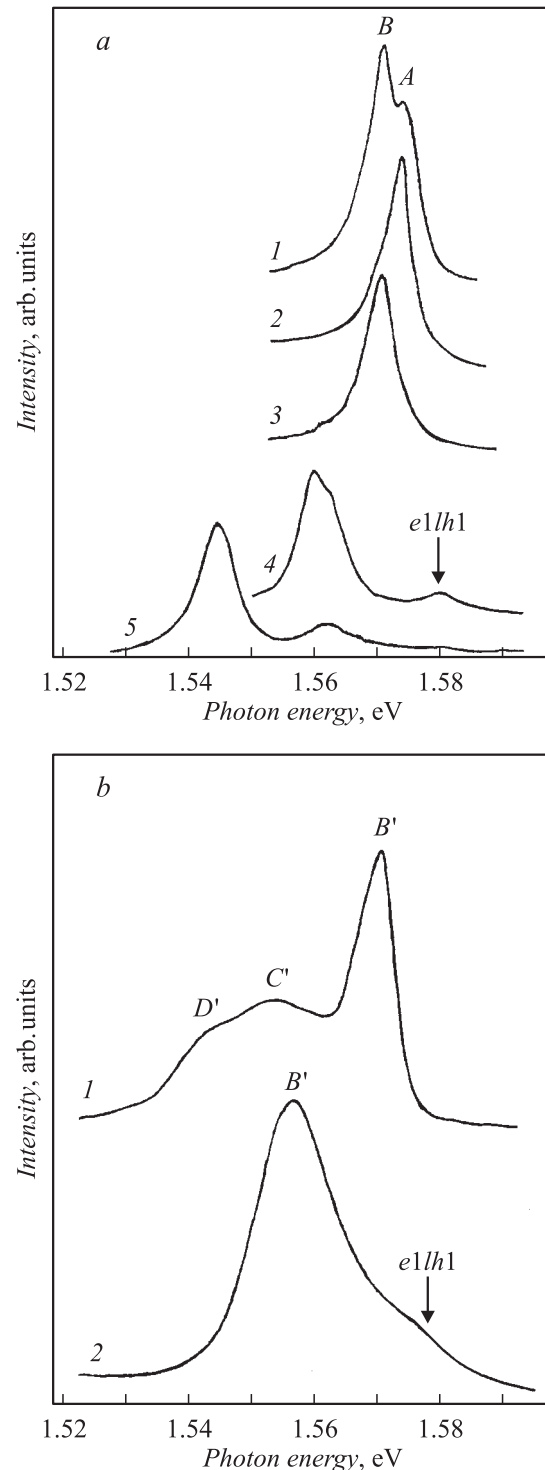 a
B
A
1
2
3
e1lh1
4
5
Intensity, arb.units
1.52 1.54 1.56 1.58
Photon energy, eV
b
B'
C'
D'
1
B'
e1lh1
2
Intensity, arb.units
1.52 1.54 1.56 1.58
Photon energy, eV